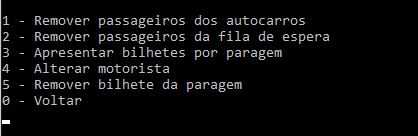 1 - Remover passageiros dos autocarros
2 - Remover passageiros da fila de espera
3 - Apresentar bilhetes por paragem
4 - Alterar motorista
5 - Remover bilhete da paragem
0 - Voltar